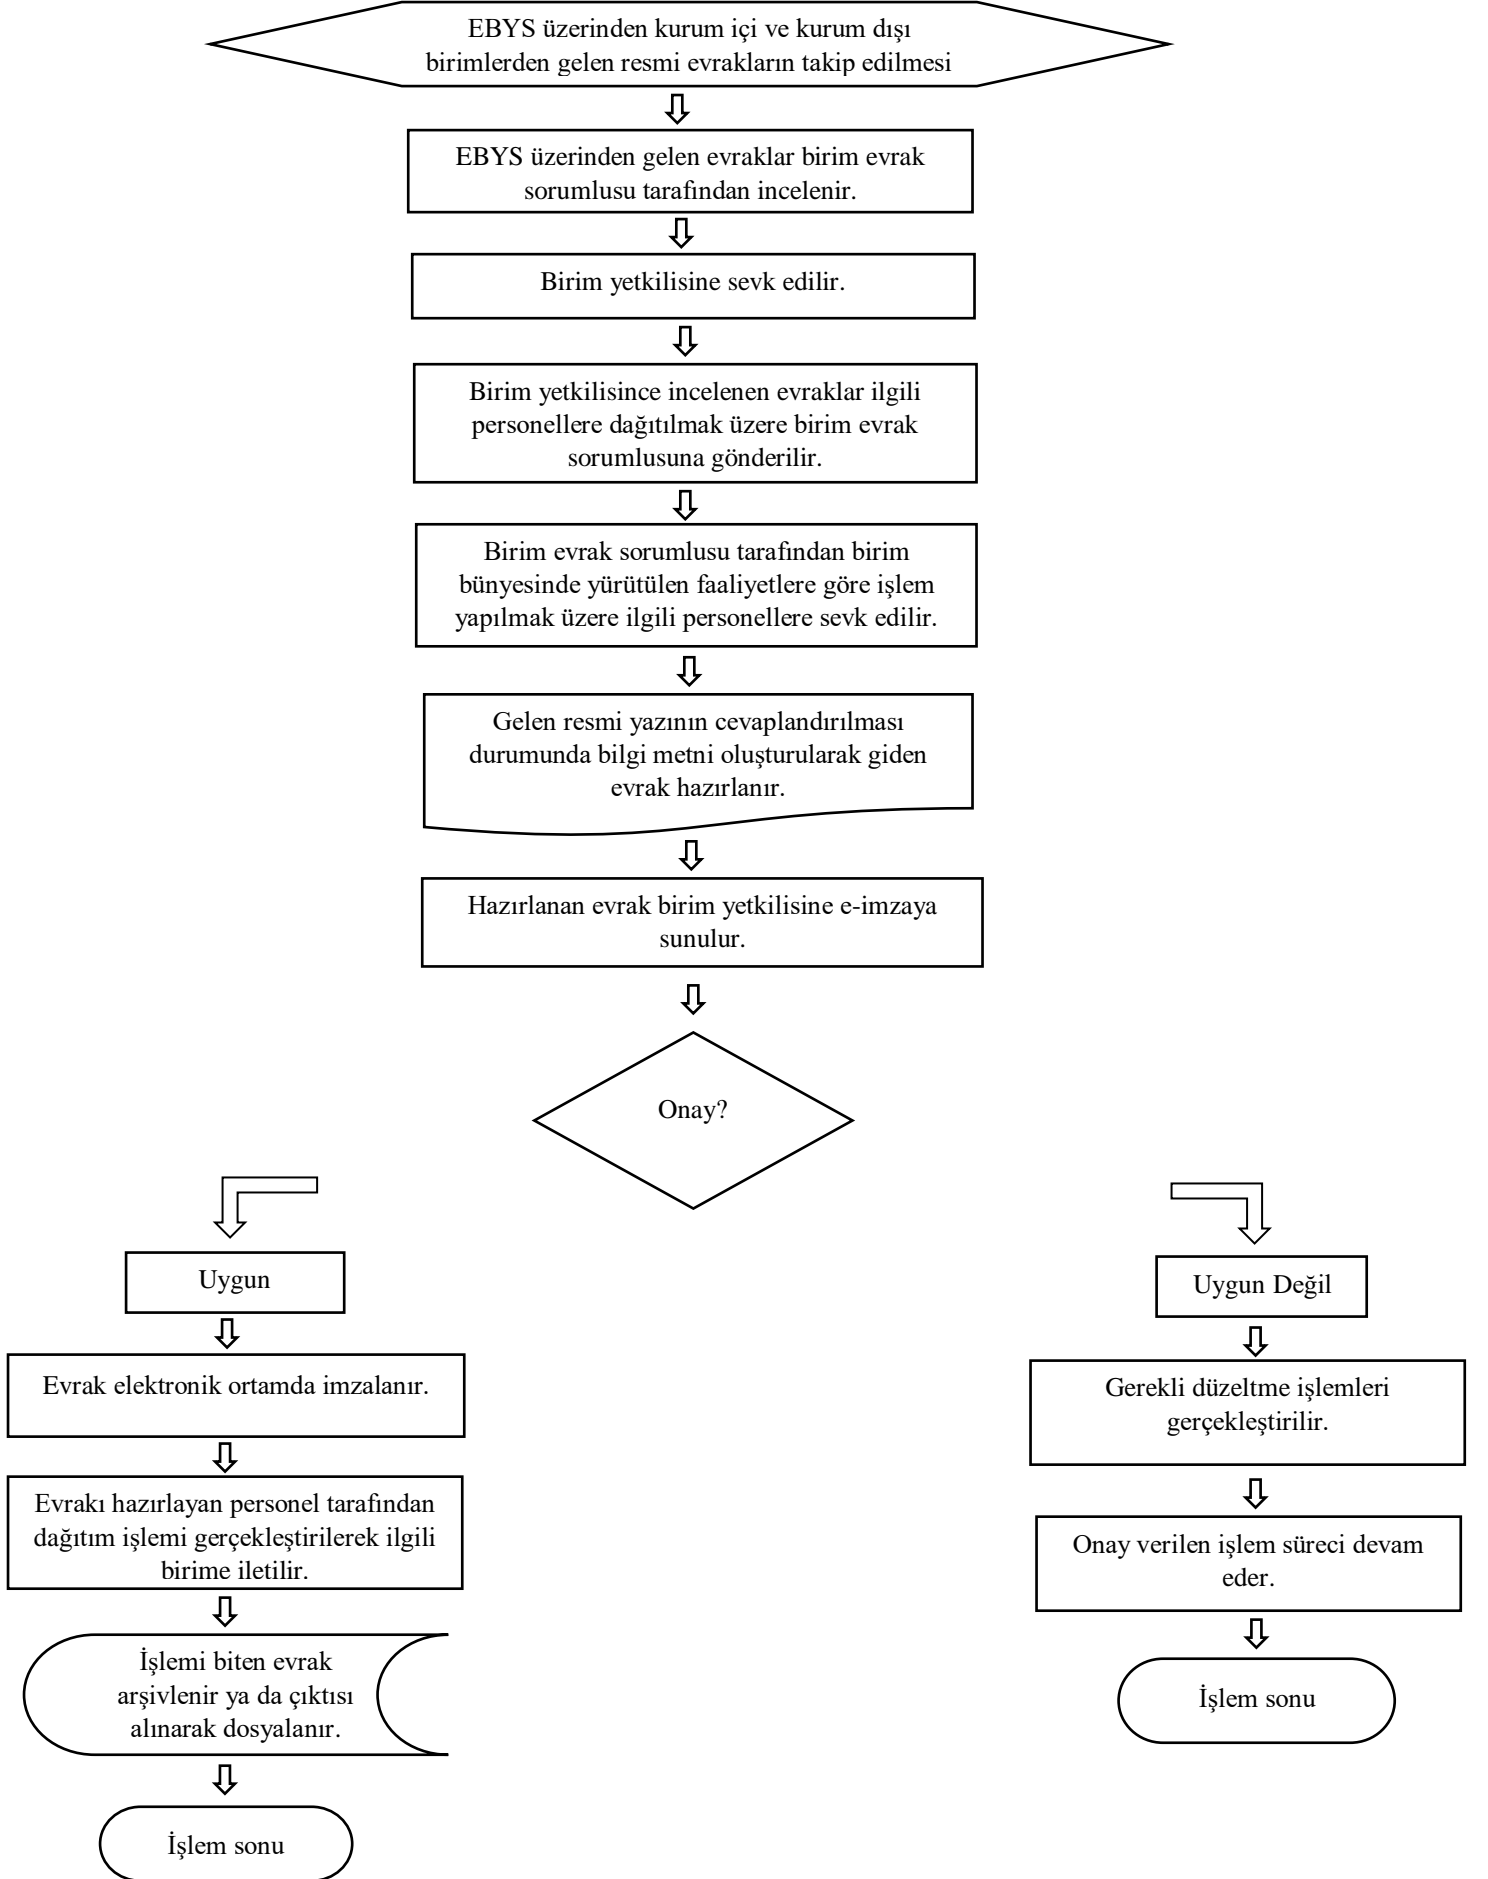 EBYS üzerinden kurum içi ve kurum dışı
birimlerden gelen resmi evrakların takip edilmesi
EBYS üzerinden gelen evraklar birim evrak
sorumlusu tarafından incelenir.
Birim yetkilisine sevk edilir.
Birim yetkilisince incelenen evraklar ilgili
personellere dağıtılmak üzere birim evrak
sorumlusuna gönderilir.
Birim evrak sorumlusu tarafından birim
bünyesinde yürütülen faaliyetlere göre işlem
yapılmak üzere ilgili personellere sevk edilir.
Gelen resmi yazının cevaplandırılması
durumunda bilgi metni oluşturularak giden
evrak hazırlanır.
Hazırlanan evrak birim yetkilisine e-imzaya
sunulur.
Onay?
Uygun
Evrak elektronik ortamda imzalanır.
Evrakı hazırlayan personel tarafından
dağıtım işlemi gerçekleştirilerek ilgili
birime iletilir.
İşlemi biten evrak
arşivlenir ya da çıktısı
alınarak dosyalanır.
İşlem sonu
Uygun Değil
Gerekli düzeltme işlemleri
gerçekleştirilir.
Onay verilen işlem süreci devam
eder.
İşlem sonu